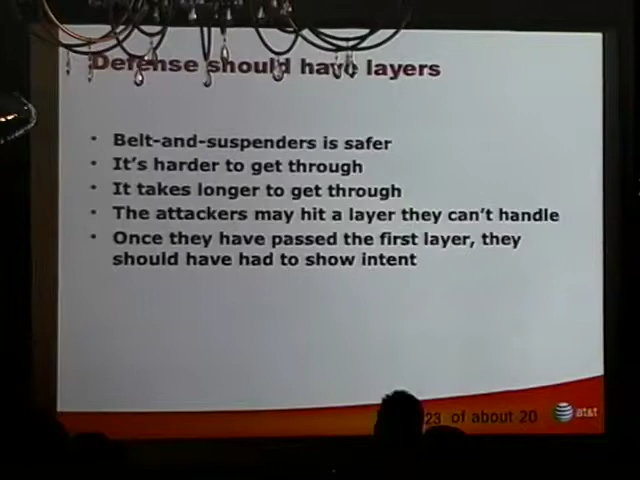 Defense should have layers
• Belt-and-suspenders is safer
• It's harder to get through
• It takes longer to get through
• The attackers may hit a layer they can't handle
• Once they have passed the first layer, they
should have had to show intent
23 of about 20
at&t